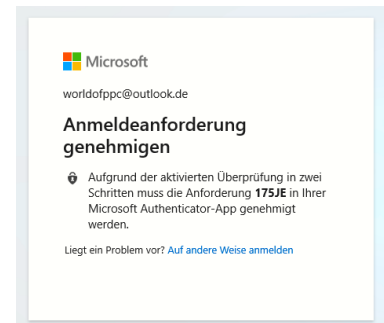 Microsoft
worldofppc@outlook.de
Anmeldeanforderung
genehmigen
Aufgrund der aktivierten Überprüfung in zwei
Schritten muss die Anforderung 175JE in Ihrer
Microsoft Authenticator-App genehmigt
werden.
Liegt ein Problem vor? Auf andere Weise anmelden